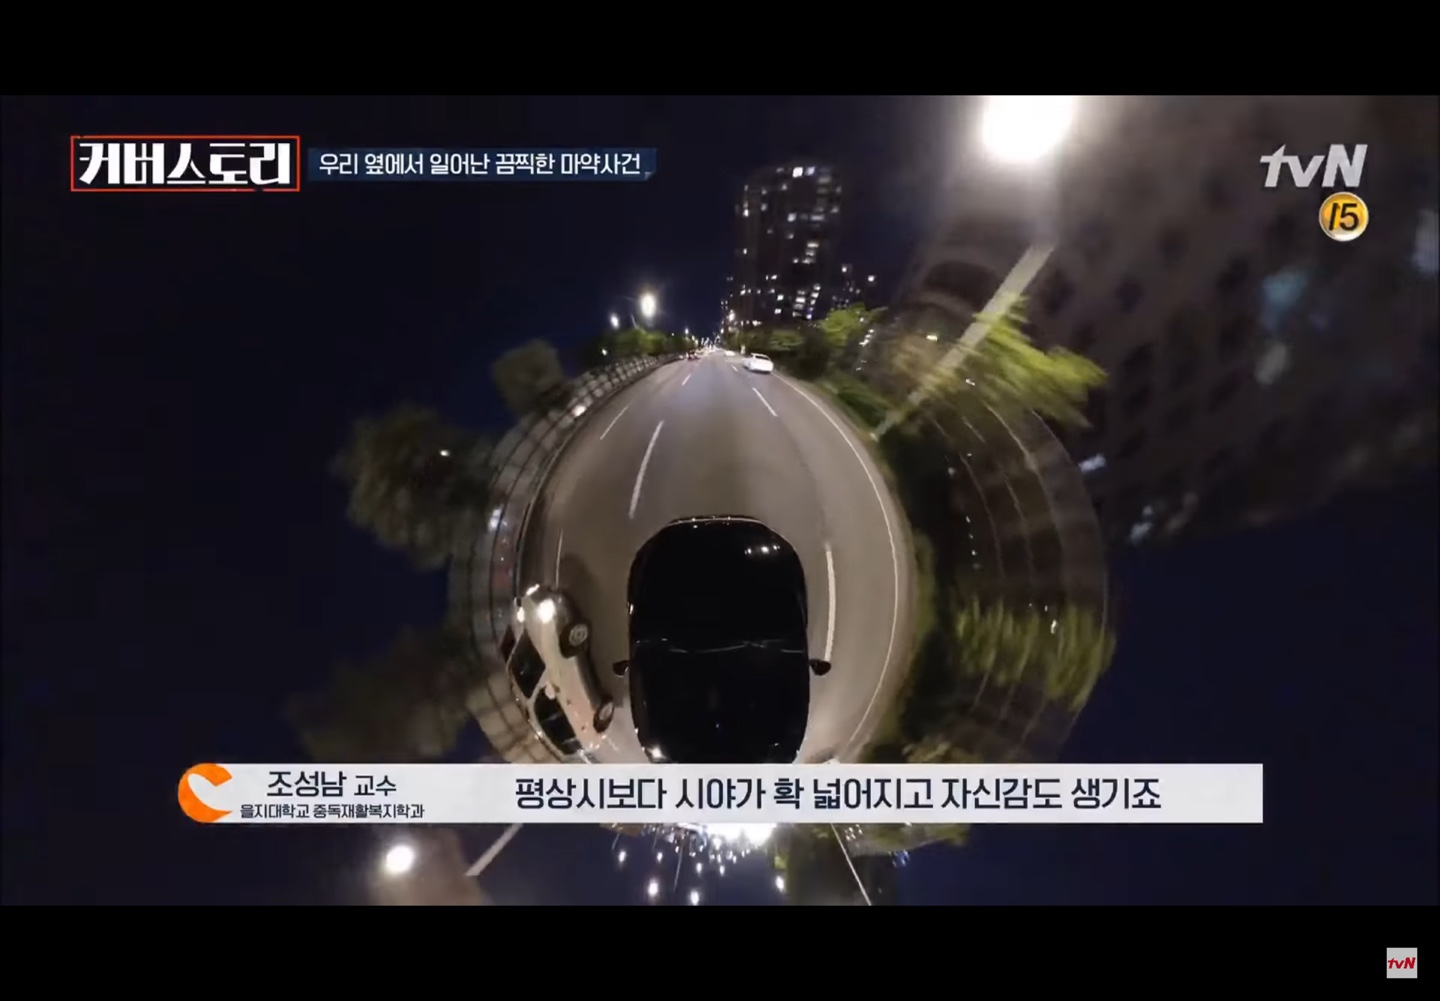 커버스토리 우리 옆에서 일어난 끔찍한 마약사건
tvN
15
조성남 교수
을지대학교 중독재활복지학과
평상시보다 시야가 확 넓어지고 자신감도 생기죠
tvN